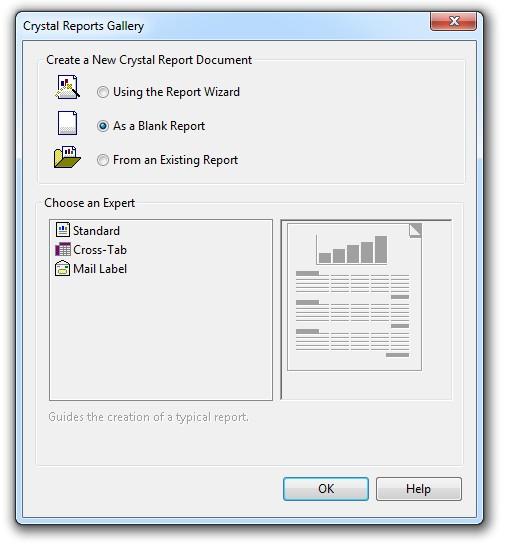 Crystal Reports Gallery
Create a New Crystal Report Document
Using the Report Wizard
As a Blank Report
From an Existing Report
Choose an Expert
Standard
Cross-Tab
Mail Label
Guides the creation of a typical report.
OK
Help